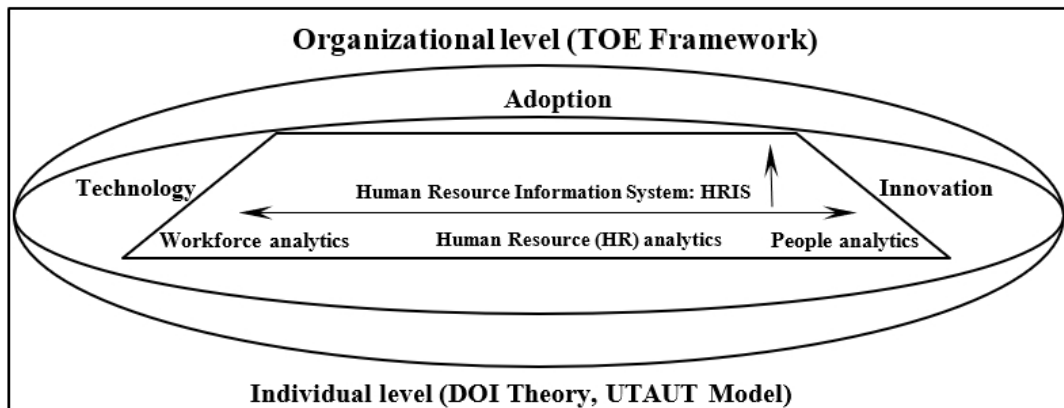 Organizational level (TOE Framework)
Adoption
Technology
Innovation
Human Resource Information System: HRIS
Workforce analytics
Human Resource (HR) analytics
People analytics
Individual level (DOI Theory, UTAUT Model)